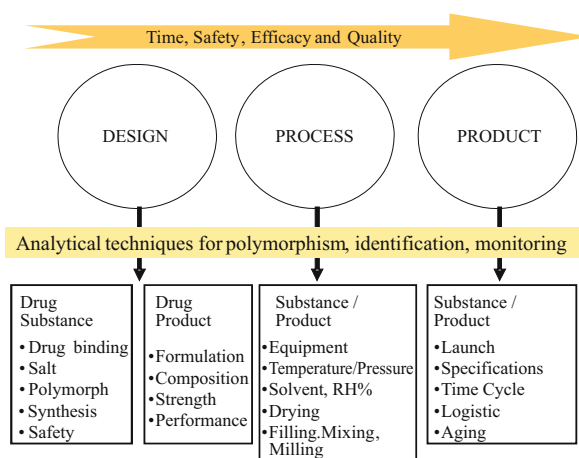 Time, Safety, Efficacy and Quality
DESIGN
PROCESS
PRODUCT
Analytical techniques for polymorphism, identification, monitoring
Drug
Substance
• Drug binding
• Salt
• Polymorph
• Synthesis
• Safety
Drug
Product
•Formulation
•Composition
•Strength
•Performance
Substance /
Product
•Equipment
•Temperature/Pressure
•Solvent, RH%
•Drying
•Filling.Mixing,
Milling
Substance /
Product
•Launch
•Specifications
•Time Cycle
•Logistic
•Aging